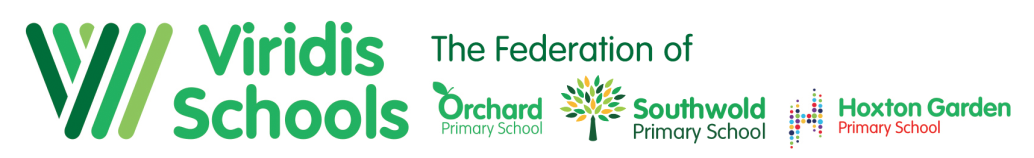 Viridis
Schools
The Federation of
Orchard
Primary School
Southwold
Primary School
Hoxton Garden
Primary School